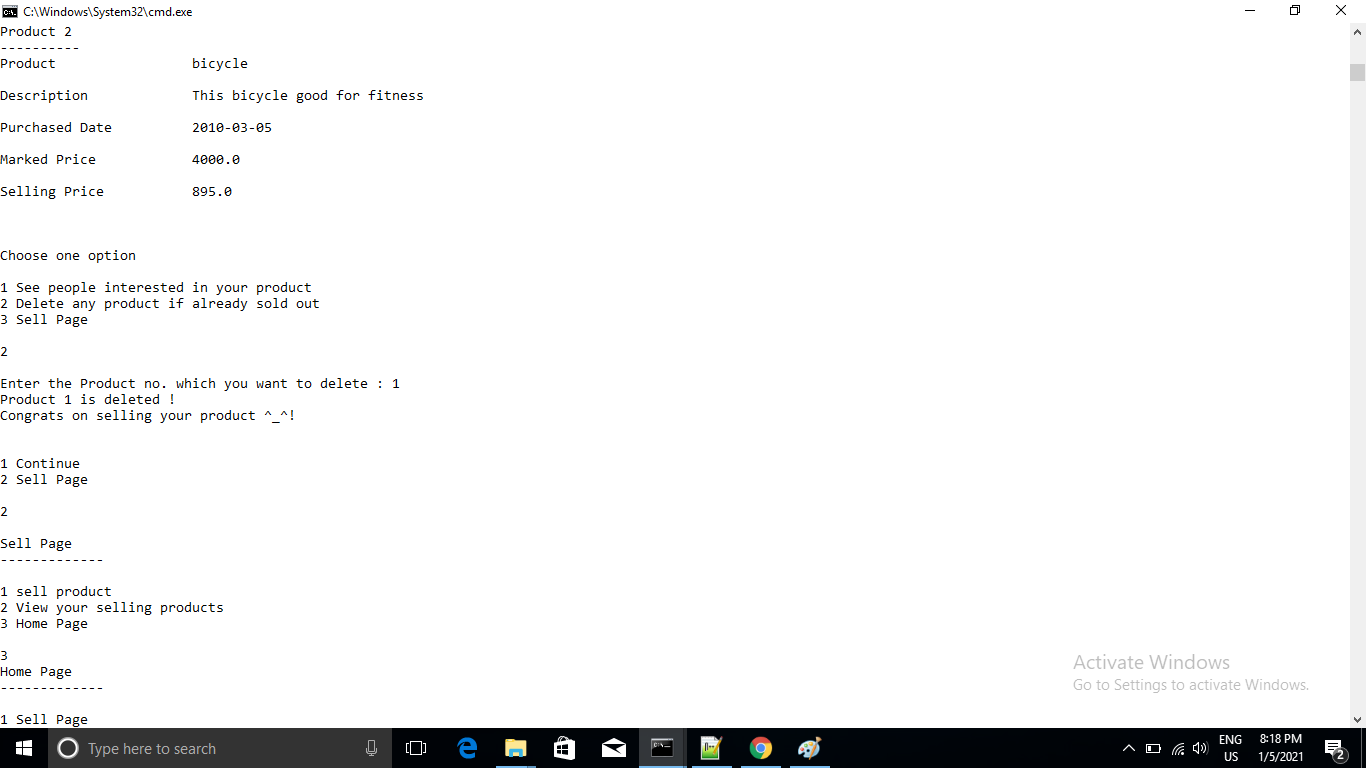 C:\Windows\System32\cmd.exe
Product 2
----------
Product bicycle
Description This bicycle good for fitness
Purchased Date 2010-03-05
Marked Price 4000.0
Selling Price 895.0
Choose one option
1 See people interested in your product
2 Delete any product if already sold out
3 Sell Page
2
Enter the Product no. which you want to delete : 1
Product 1 is deleted !
Congrats on selling your product ^_^!
1 Continue
2 Sell Page
2
Sell Page
-------------
1 sell product
2 View your selling products
3 Home Page
3
Home Page
-------------
1 Sell Page
Activate Windows
Go to Settings to activate Windows.
Type here to search
ENG
US
8:18 PM
1/5/2021
2